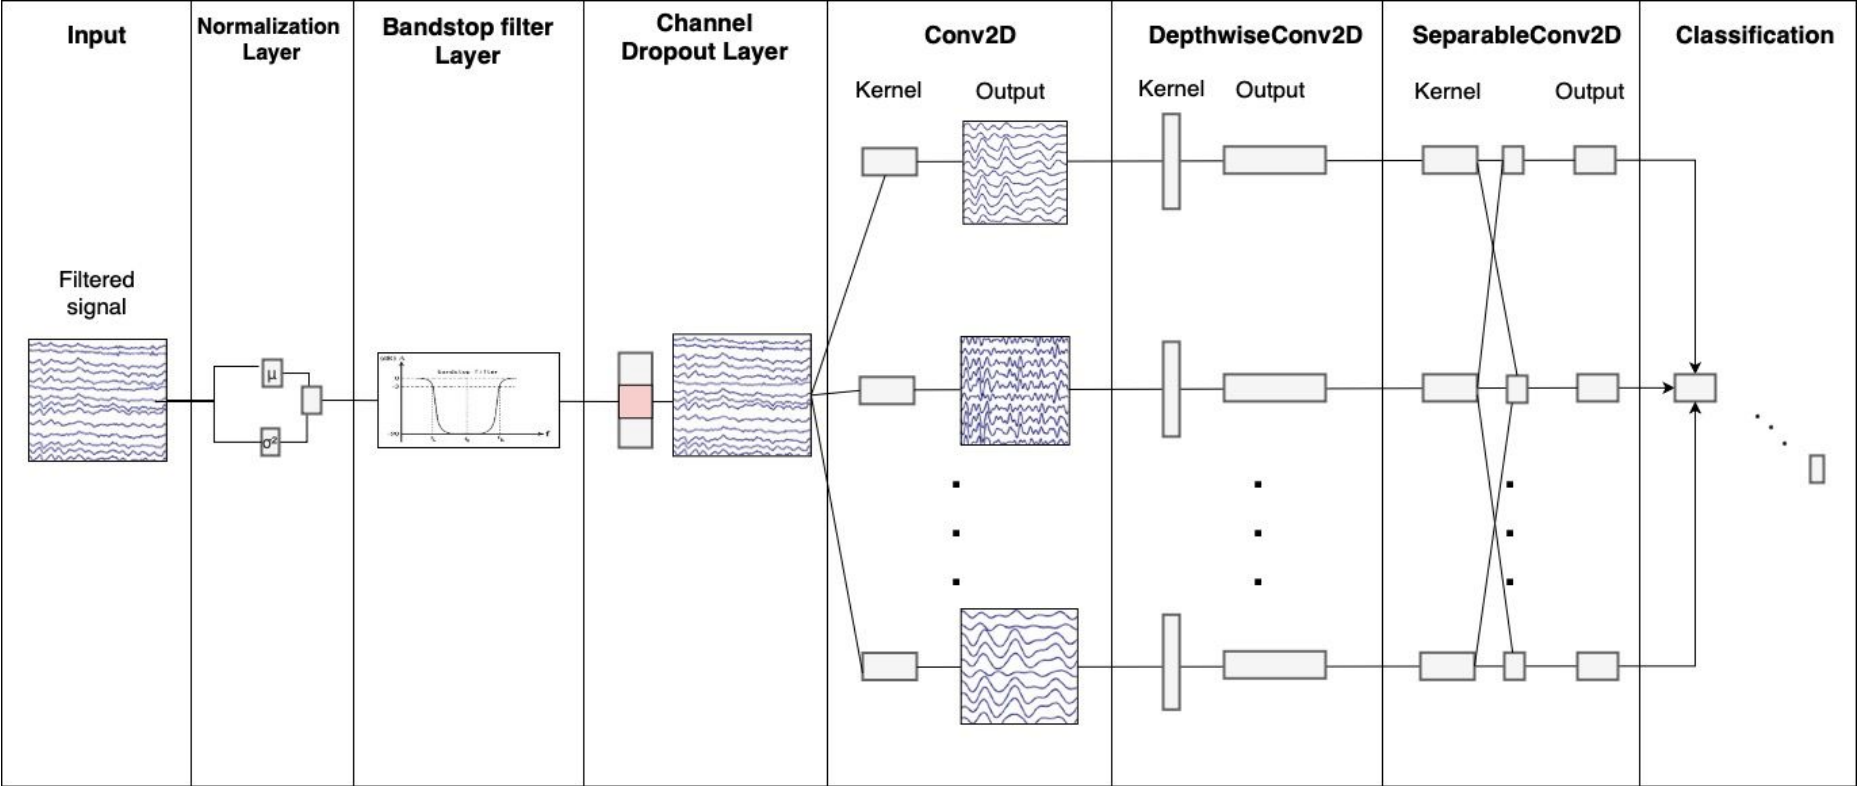 Input
Normalization
Layer
Bandstop filter
Layer
Channel
Dropout Layer
Conv2D
DepthwiseConv2D
SeparableConv2D
Classification
Kernel
Output
Kernel
Output
Kernel
Output
Filtered
signal
μ
σ²
Bandstop filter
f